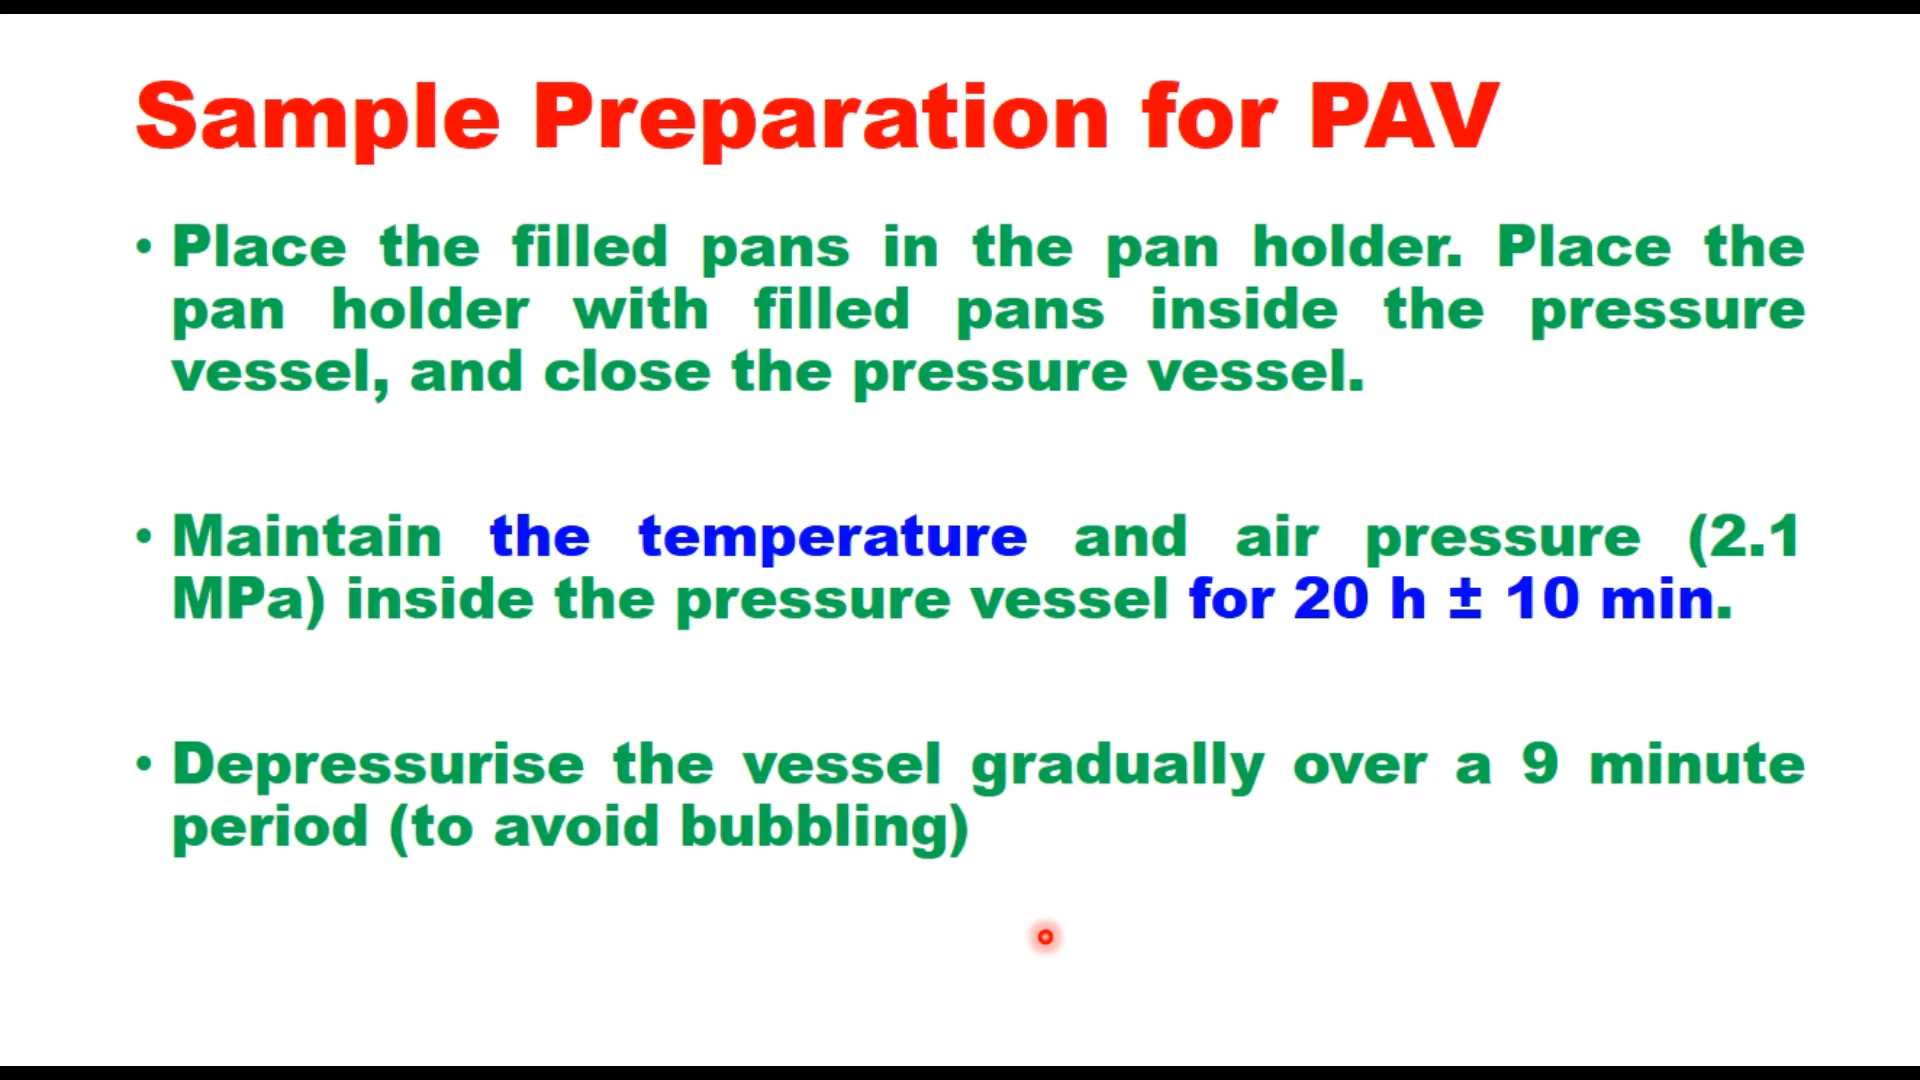 Sample Preparation for PAV
• Place the filled pans in the pan holder. Place the
pan holder with filled pans inside the pressure
vessel, and close the pressure vessel.
• Maintain the temperature and air pressure (2.1
MPa) inside the pressure vessel for 20 h ± 10 min.
• Depressurise the vessel gradually over a 9 minute
period (to avoid bubbling)